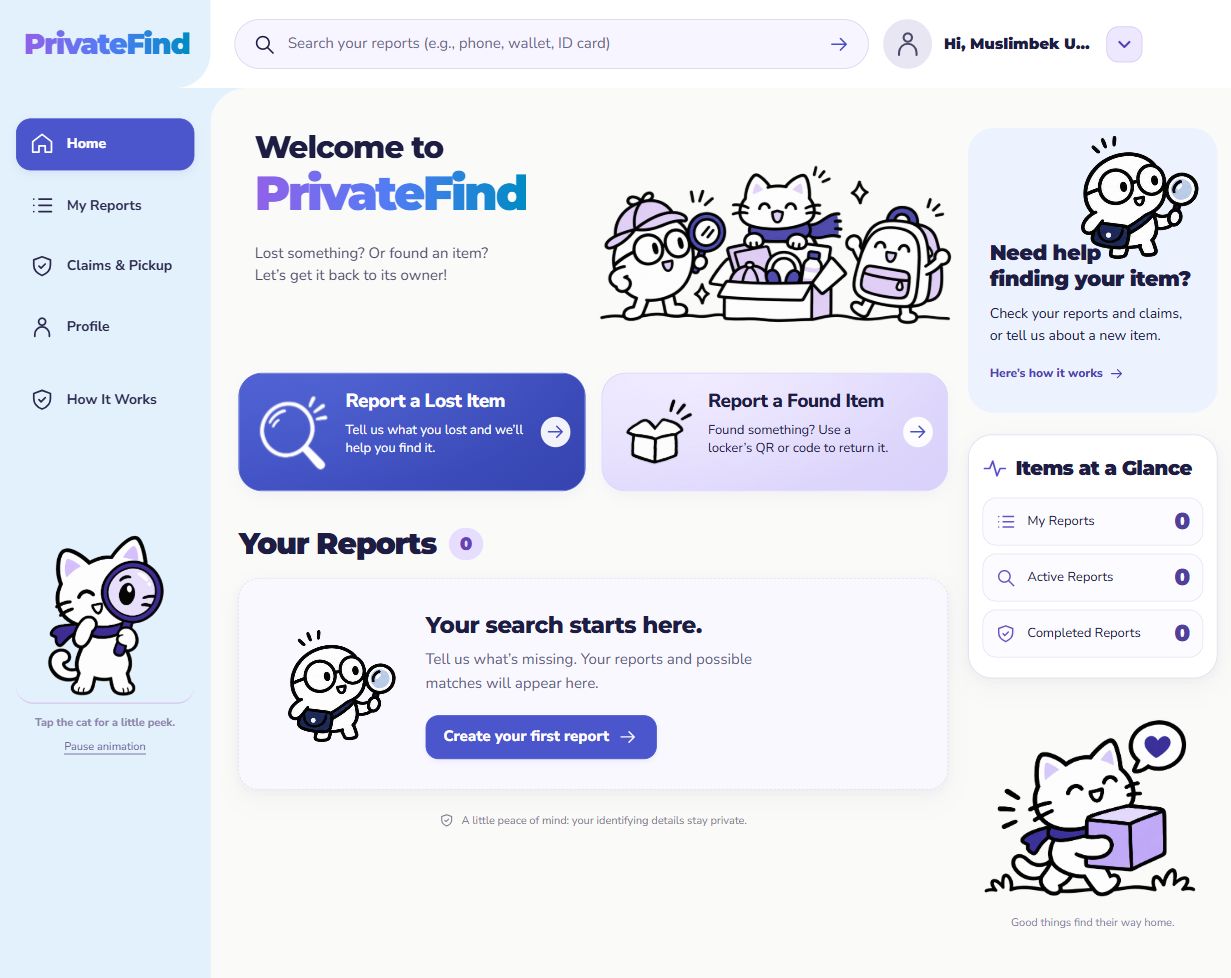 PrivateFind
Search your reports (e.g., phone, wallet, ID card)
Hi, Muslimbek U...
Home
My Reports
Claims & Pickup
Profile
How It Works
Tap the cat for a little peek.
Pause animation
Welcome to
PrivateFind
Lost something? Or found an item?
Let’s get it back to its owner!
Report a Lost Item
Tell us what you lost and we’ll
help you find it.
Report a Found Item
Found something? Use a
locker’s QR or code to return it.
Your Reports 0
Your search starts here.
Tell us what’s missing. Your reports and possible
matches will appear here.
Create your first report
A little peace of mind: your identifying details stay private.
Need help
finding your item?
Check your reports and claims,
or tell us about a new item.
Here’s how it works
Items at a Glance
My Reports 0
Active Reports 0
Completed Reports 0
Good things find their way home.